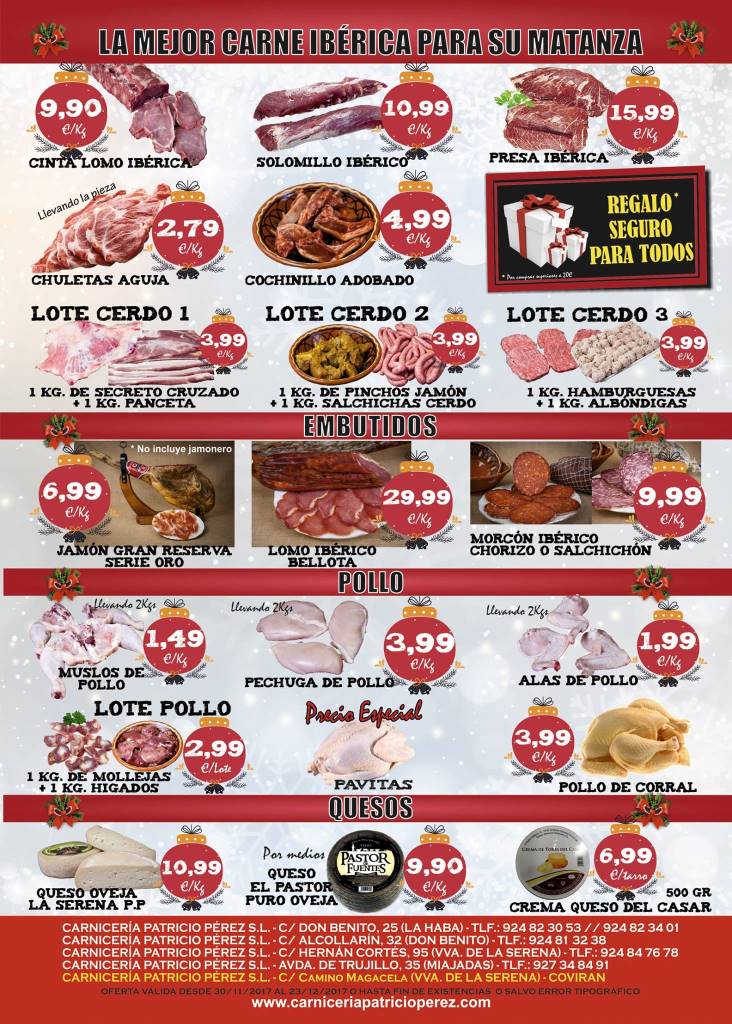 LA MEJOR CARNE IBÉRICA PARA SU MATANZA
9,90
€/Kg
CINTA LOMO IBÉRICA
10,99
€/Kg
SOLOMILLO IBÉRICO
15,99
€/Kg
PRESA IBÉRICA
Llevando la pieza
2,79
€/Kg
CHULETAS AGUJA
4,99
€/Kg
COCHINILLO ADOBADO
REGALO*
SEGURO
PARA TODOS
* Por compras superiores a 20€
LOTE CERDO 1
3,99
€/Kg
1 KG. DE SECRETO CRUZADO
+ 1 KG. PANCETA
LOTE CERDO 2
3,99
€/Kg
1 KG. DE PINCHOS JAMÓN
+ 1 KG. SALCHICHAS CERDO
LOTE CERDO 3
3,99
€/Kg
1 KG. HAMBURGUESAS
+ 1 KG. ALBÓNDIGAS
EMBUTIDOS
* No incluye jamonero
6,99
€/Kg
JAMÓN GRAN RESERVA
SERIE ORO
29,99
€/Kg
LOMO IBÉRICO
BELLOTA
9,99
€/Kg
MORCÓN IBÉRICO
CHORIZO O SALCHICHÓN
POLLO
Llevando 2Kgs
1,49
€/Kg
MUSLOS DE
POLLO
Llevando 2Kgs
3,99
€/Kg
PECHUGA DE POLLO
Llevando 2Kgs
1,99
€/Kg
ALAS DE POLLO
LOTE POLLO
2,99
€/Lote
1 KG. DE MOLLEJAS
+ 1 KG. HIGADOS
Precio Especial
PAVITAS
3,99
€/Kg
POLLO DE CORRAL
QUESOS
10,99
€/Kg
QUESO OVEJA
LA SERENA P.P
Por medios
QUESO
EL PASTOR
PURO OVEJA
PASTOR
DE
FUENTES
9,90
€/Kg
CREMA DE TORTA DEL CASAR
6,99
€/tarro
500 GR
CREMA QUESO DEL CASAR
CARNICERÍA PATRICIO PÉREZ S.L. - C/ DON BENITO, 25 (LA HABA) - TLF.: 924 82 30 53 // 924 82 34 01
CARNICERÍA PATRICIO PÉREZ S.L. - C/ ALCOLLARÍN, 32 (DON BENITO) - TLF.: 924 81 32 38
CARNICERÍA PATRICIO PÉREZ S.L. - C/ HERNÁN CORTÉS, 95 (VVA. DE LA SERENA) - TLF.: 924 84 76 78
CARNICERÍA PATRICIO PÉREZ S.L. - AVDA. DE TRUJILLO, 35 (MIAJADAS) - TLF.: 927 34 84 91
CARNICERÍA PATRICIO PÉREZ S.L. - C/ CAMINO MAGACELA (VVA. DE LA SERENA) - COVIRAN
OFERTA VALIDA DESDE 30/11/2017 AL 23/12/2017 O HASTA FIN DE EXISTENCIAS O SALVO ERROR TIPOGRAFICO
www.carniceriapatricioperez.com